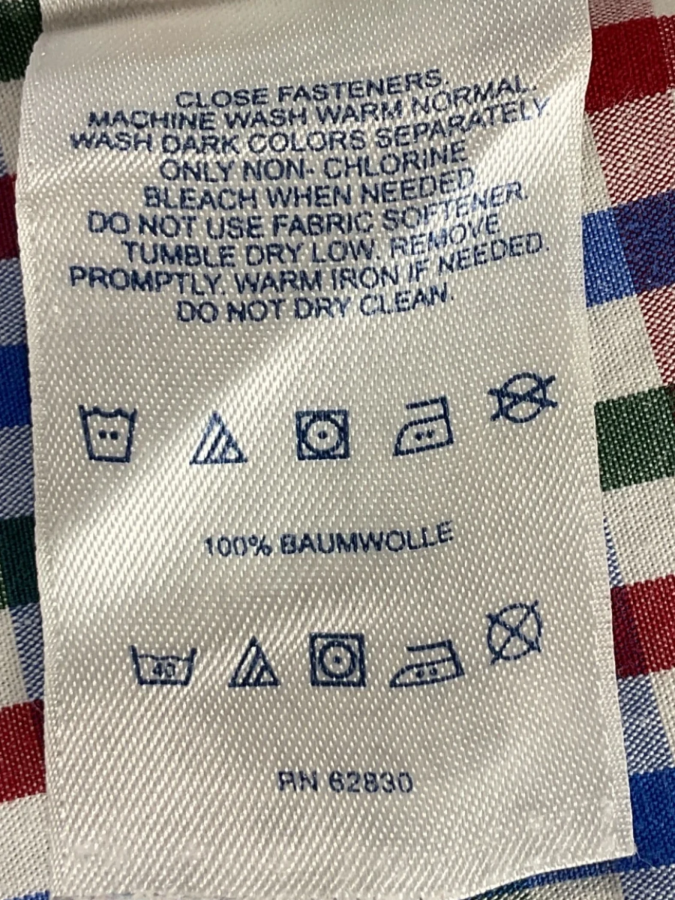 CLOSE FASTENERS.
MACHINE WASH WARM NORMAL.
WASH DARK COLORS SEPARATELY.
ONLY NON- CHLORINE
BLEACH WHEN NEEDED.
DO NOT USE FABRIC SOFTENER.
TUMBLE DRY LOW. REMOVE
PROMPTLY. WARM IRON IF NEEDED.
DO NOT DRY CLEAN.
100% BAUMWOLLE
40
RN 62830